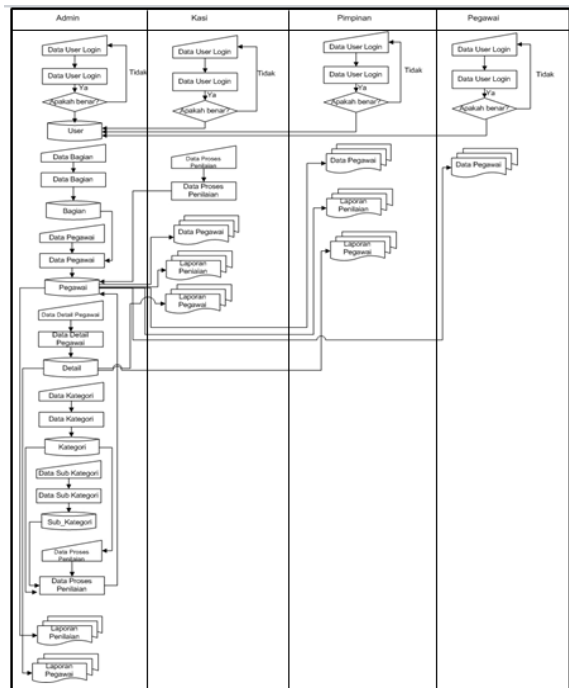 Admin
Kasi
Pimpinan
Pegawai
Data User Login
Data User Login
Tidak
Ya
Apakah benar?
User
Data Bagian
Data Bagian
Bagian
Data Pegawai
Data Pegawai
Pegawai
Data Detail Pegawai
Data Detail
Pegawai
Detail
Data Kategori
Data Kategori
Kategori
Data Sub Kategori
Data Sub Kategori
Sub_Kategori
Data Proses
Penilaian
Data Proses
Penilaian
Laporan
Penilaian
Laporan
Pegawai
Data User Login
Data User Login
Tidak
Ya
Apakah benar?
Data Proses
Penilaian
Data Proses
Penilaian
Data Pegawai
Laporan
Penilaian
Laporan
Pegawai
Data User Login
Data User Login
Tidak
Ya
Apakah benar?
Data Pegawai
Laporan
Penilaian
Laporan
Pegawai
Data User Login
Data User Login
Tidak
Ya
Apakah benar?
Data Pegawai